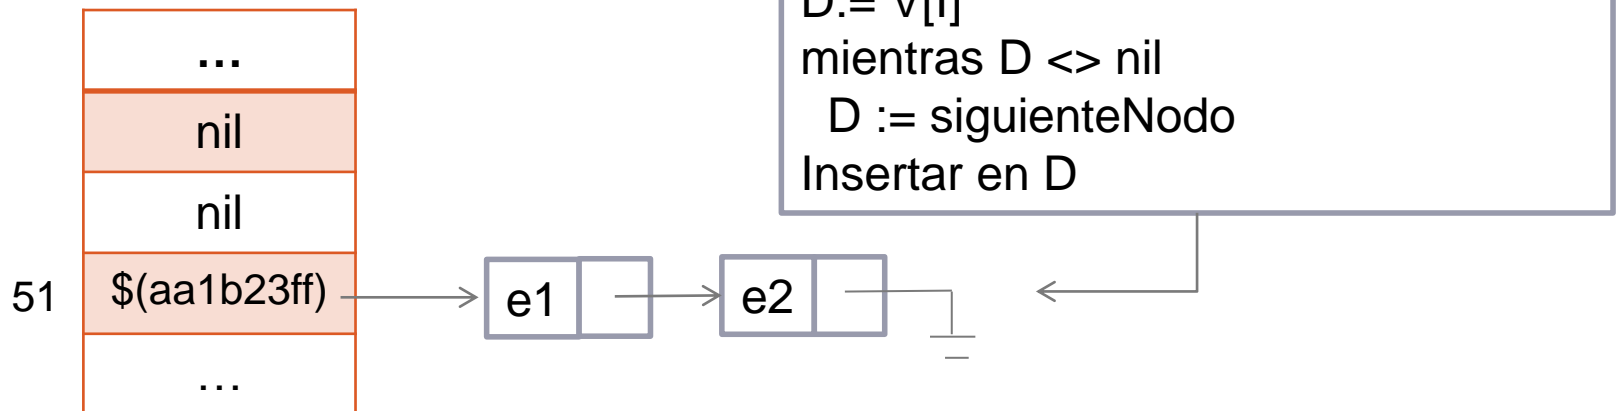 ...
nil
nil
51 $(aa1b23ff)
...
e1
e2
D:= V[i]
mientras D <> nil
D := siguienteNodo
Insertar en D